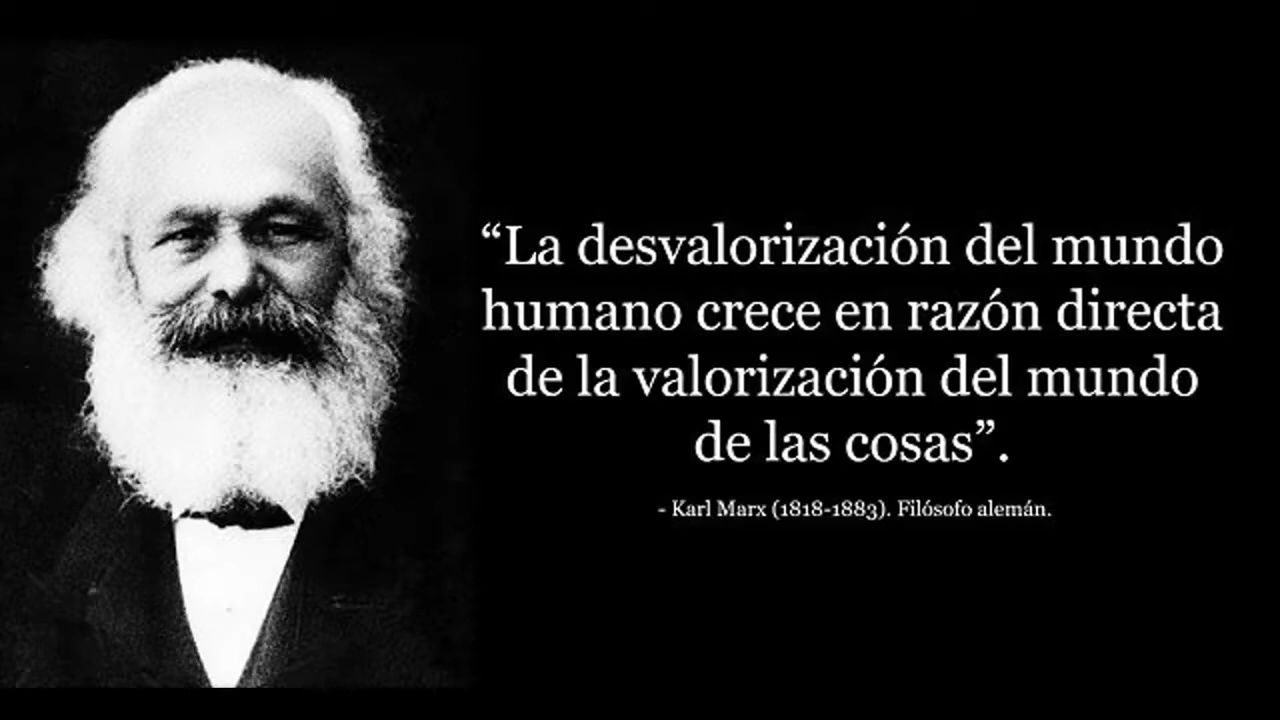 “La desvalorización del mundo
humano crece en razón directa
de la valorización del mundo
de las cosas”.
- Karl Marx (1818-1883). Filósofo alemán.